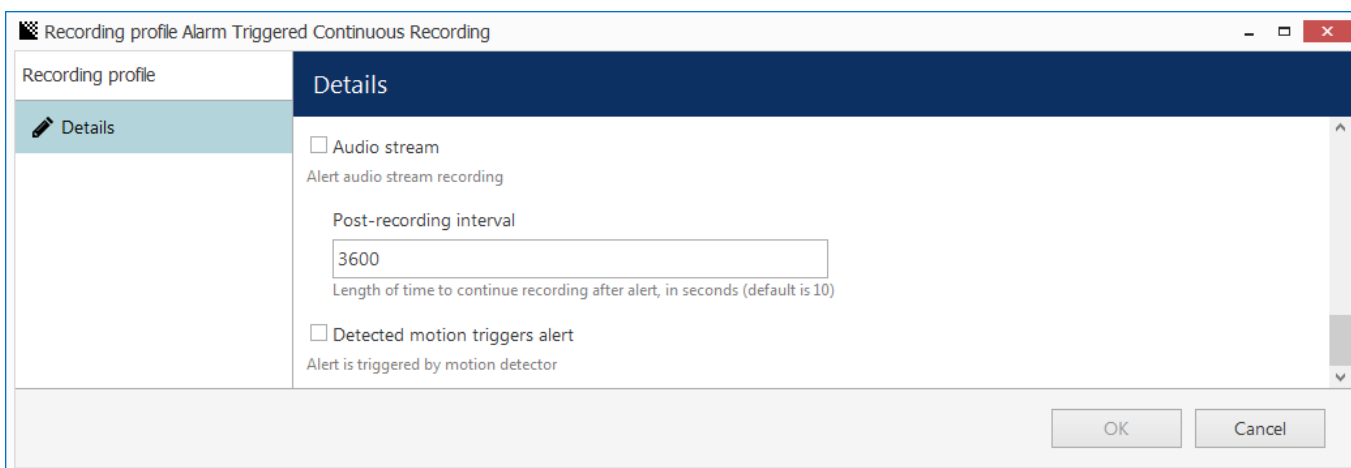 Recording profile Alarm Triggered Continuous Recording
Recording profile
Details
Details
Audio stream
Alert audio stream recording
Post-recording interval
3600
Length of time to continue recording after alert, in seconds (default is 10)
Detected motion triggers alert
Alert is triggered by motion detector
OK
Cancel